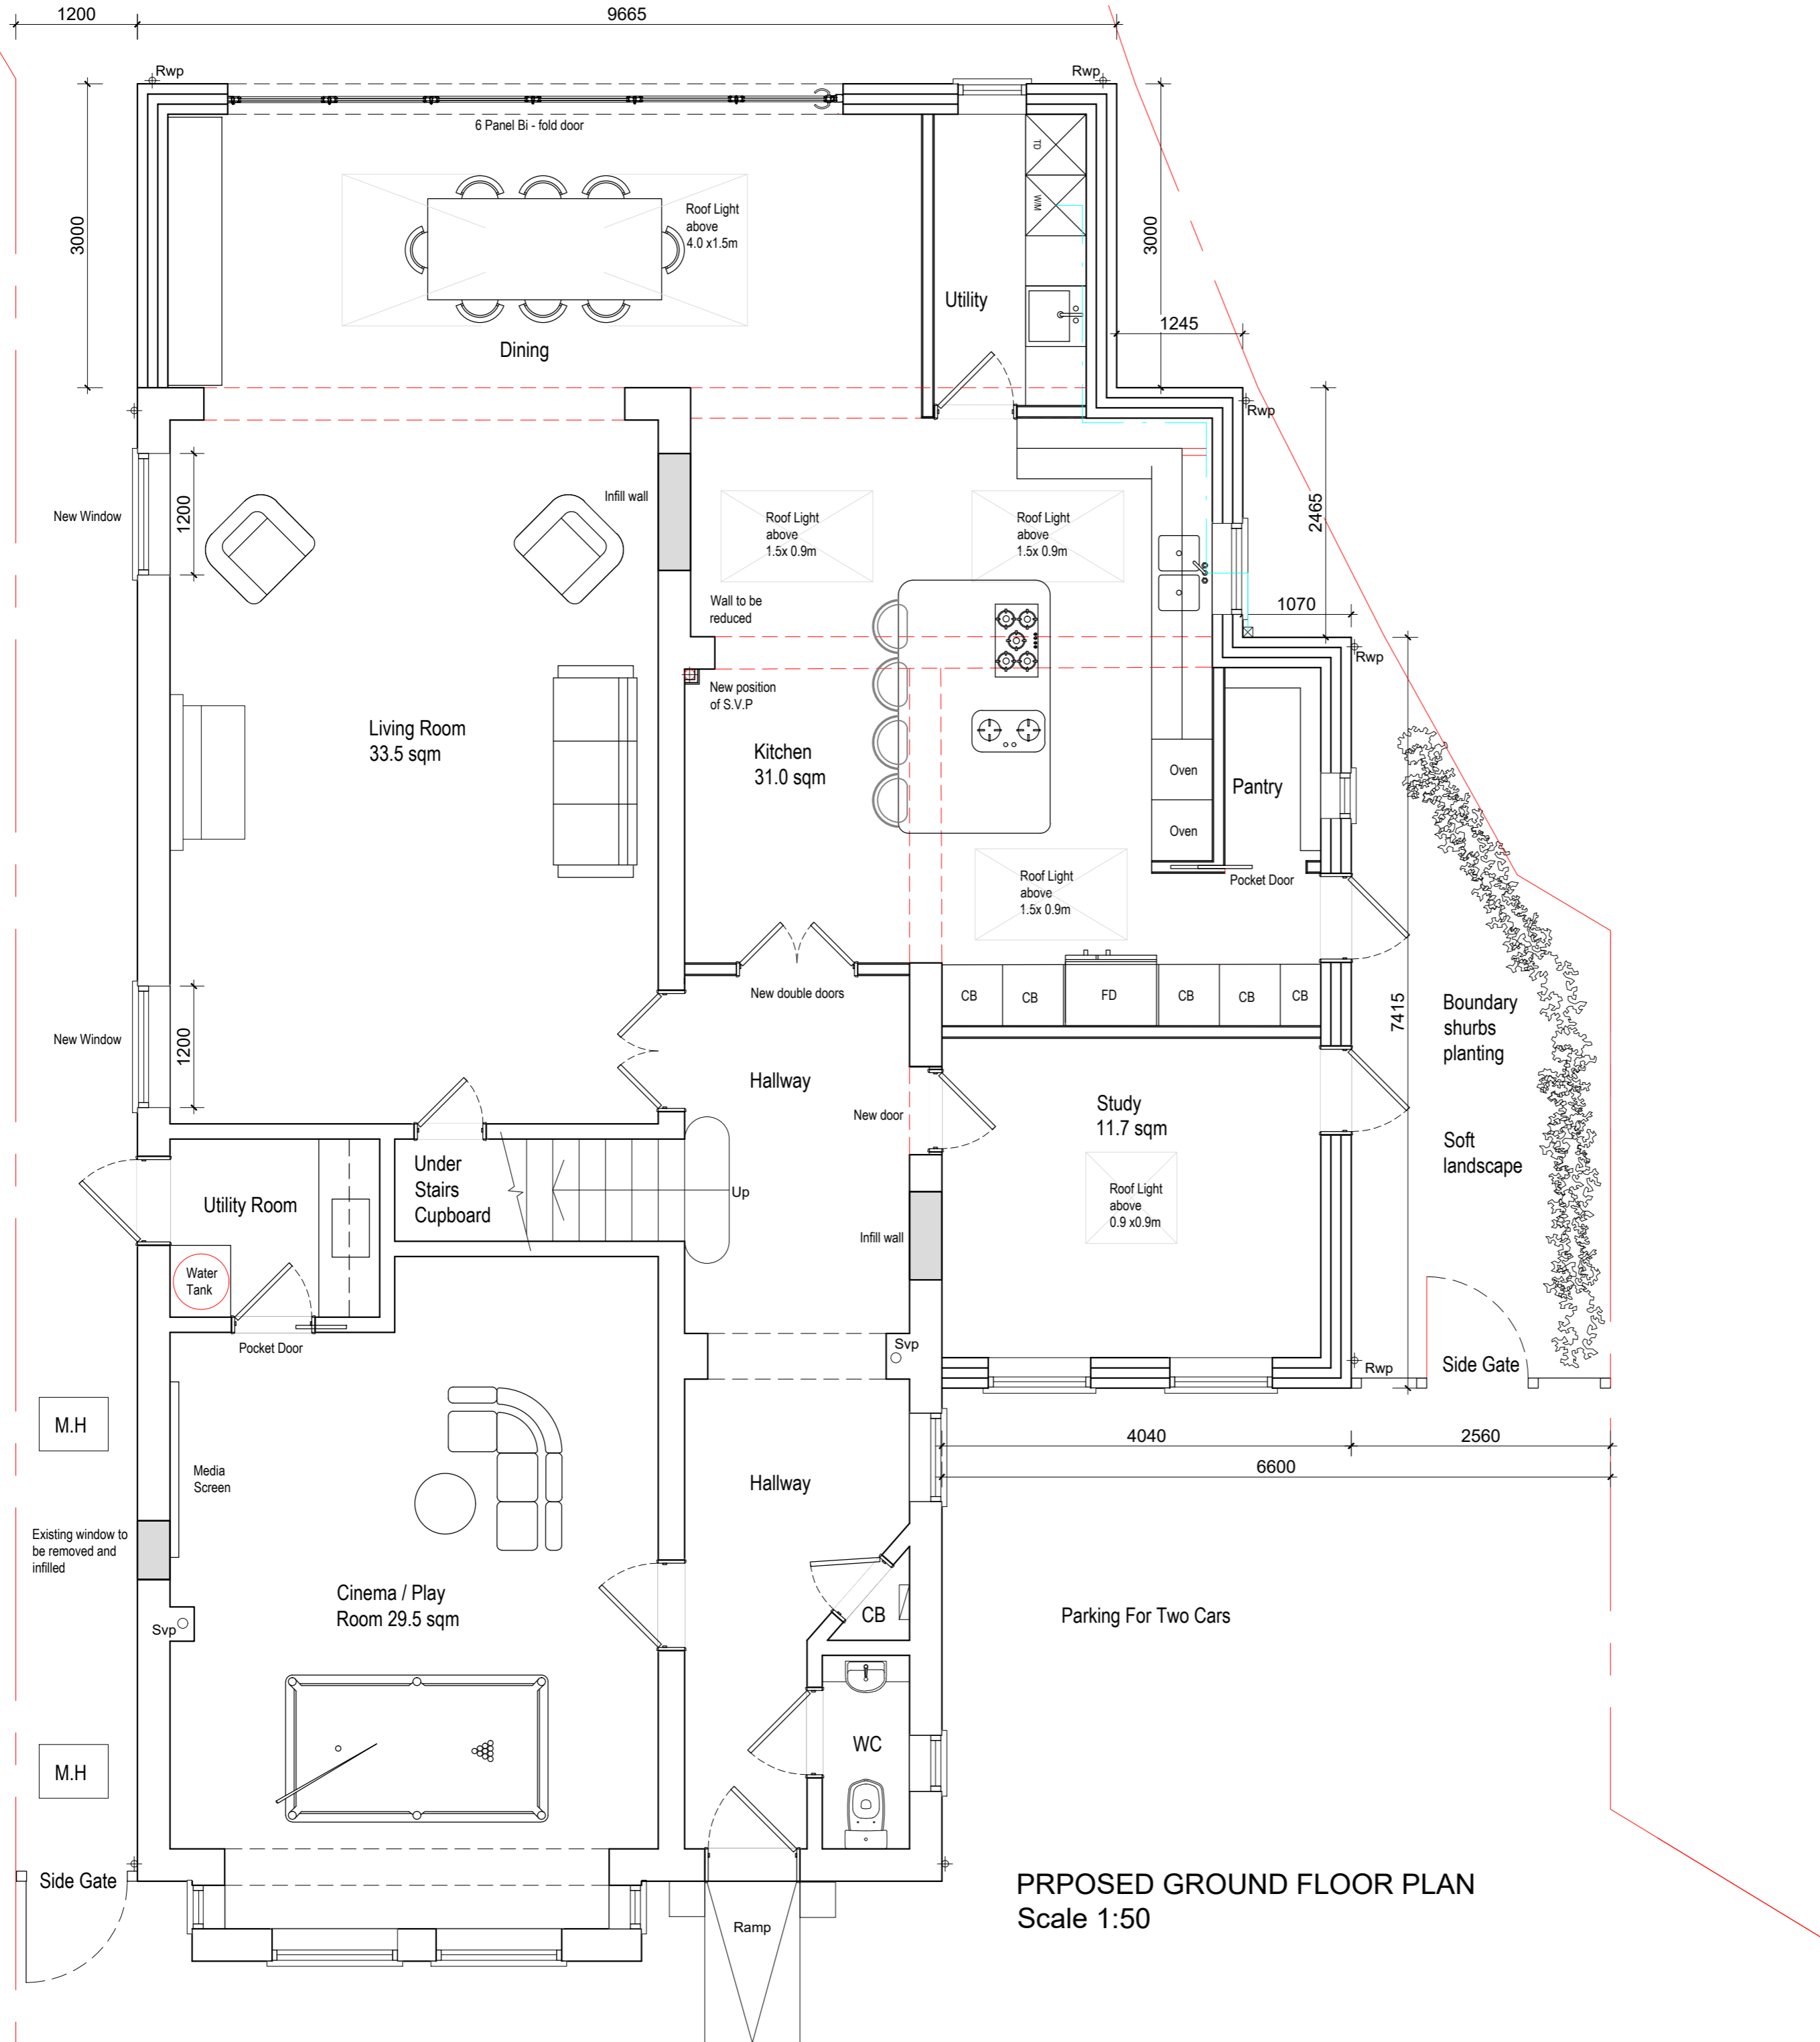 1200
9665
Rwp
Rwp
6 Panel Bi - fold door
TD
W/M
3000
3000
Roof Light
above
4.0 x1.5m
Utility
1245
Dining
Rwp
New Window
1200
Infill wall
Roof Light
above
1.5x 0.9m
Roof Light
above
1.5x 0.9m
2465
Wall to be
reduced
1070
Rwp
New position
of S.V.P
Living Room
33.5 sqm
Kitchen
31.0 sqm
Oven
Oven
Pantry
Pocket Door
Roof Light
above
1.5x 0.9m
New double doors
CB
CB
FD
CB
CB
CB
7415
Boundary
shurbs
planting
New Window
1200
Hallway
New door
Study
11.7 sqm
Soft
landscape
Under
Stairs
Cupboard
Up
Utility Room
Roof Light
above
0.9 x0.9m
Infill wall
Water
Tank
Pocket Door
Svp
Rwp
Side Gate
M.H
4040
2560
6600
Media
Screen
Hallway
Existing window to
be removed and
infilled
Cinema / Play
Room 29.5 sqm
Svp
CB
Parking For Two Cars
WC
M.H
Side Gate
Ramp
PRPOSED GROUND FLOOR PLAN
Scale 1:50